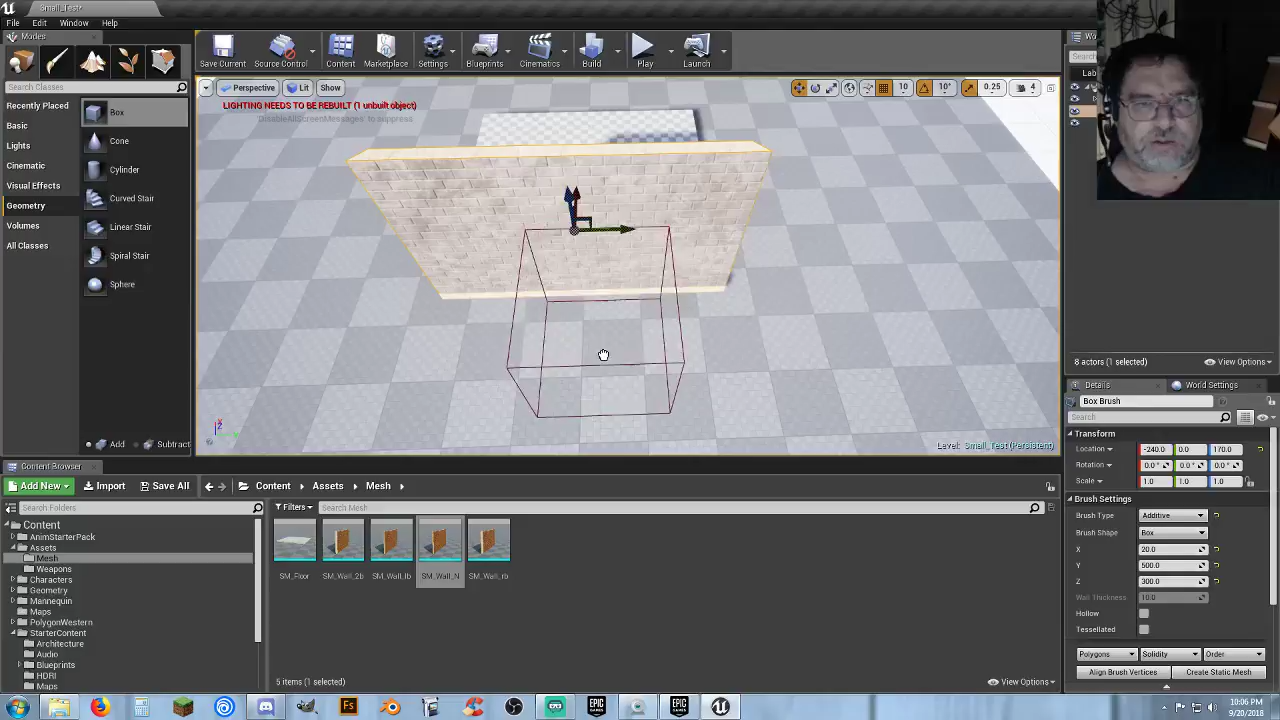 Small_Test*
File Edit Window Help
Modes
Search Classes
Recently Placed
Basic
Lights
Cinematic
Visual Effects
Geometry
Volumes
All Classes
Box
Cone
Cylinder
Curved Stair
Linear Stair
Spiral Stair
Sphere
Add Subtract
Save Current Source Control Content Marketplace Settings Blueprints Cinematics Build Play Launch
Perspective Lit Show 10 10° 0.25 4
LIGHTING NEEDS TO BE REBUILT (1 unbuilt object)
'DisableAllScreenMessages' to suppress
Level: Small_Test (Persistent)
Search
Lab
8 actors (1 selected) View Options
Details World Settings
Box Brush
Search
Transform
Location -240.0 0.0 170.0
Rotation 0.0° 0.0° 0.0°
Scale 1.0 1.0 1.0
Brush Settings
Brush Type Additive
Brush Shape Box
X 20.0
Y 500.0
Z 300.0
Wall Thickness 10.0
Hollow
Tessellated
Polygons Solidity Order
Align Brush Vertices Create Static Mesh
Content Browser
Add New Import Save All Content Assets Mesh
Search Folders
Filters Search Mesh
Content
AnimStarterPack
Assets
Mesh
Weapons
Characters
Geometry
Mannequin
Maps
PolygonWestern
StarterContent
Architecture
Audio
Blueprints
HDRI
Maps
SM_Floor SM_Wall_2b SM_Wall_lb SM_Wall_N SM_Wall_rb
5 items (1 selected) View Options
10:06 PM
9/20/2018